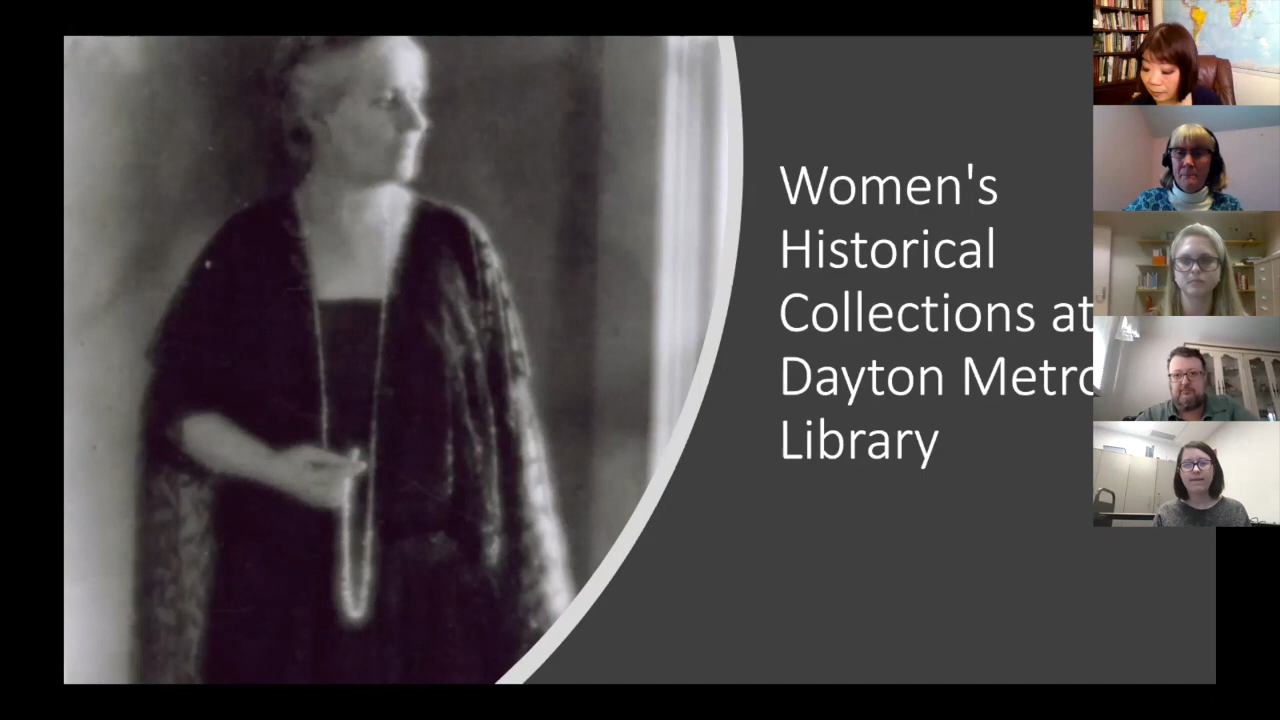 Women's
Historical
Collections at
Dayton Metro
Library